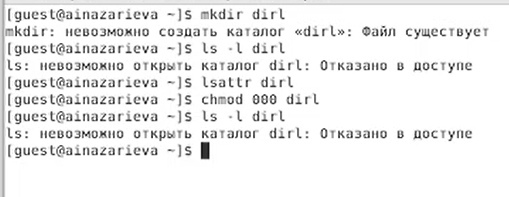 [guest@ainazarieva ~]$ mkdir dirl
mkdir: невозможно создать каталог «dirl»: Файл существует
[guest@ainazarieva ~]$ ls -l dirl
ls: невозможно открыть каталог dirl: Отказано в доступе
[guest@ainazarieva ~]$ lsattr dirl
[guest@ainazarieva ~]$ chmod 000 dirl
[guest@ainazarieva ~]$ ls -l dirl
ls: невозможно открыть каталог dirl: Отказано в доступе
[guest@ainazarieva ~]$